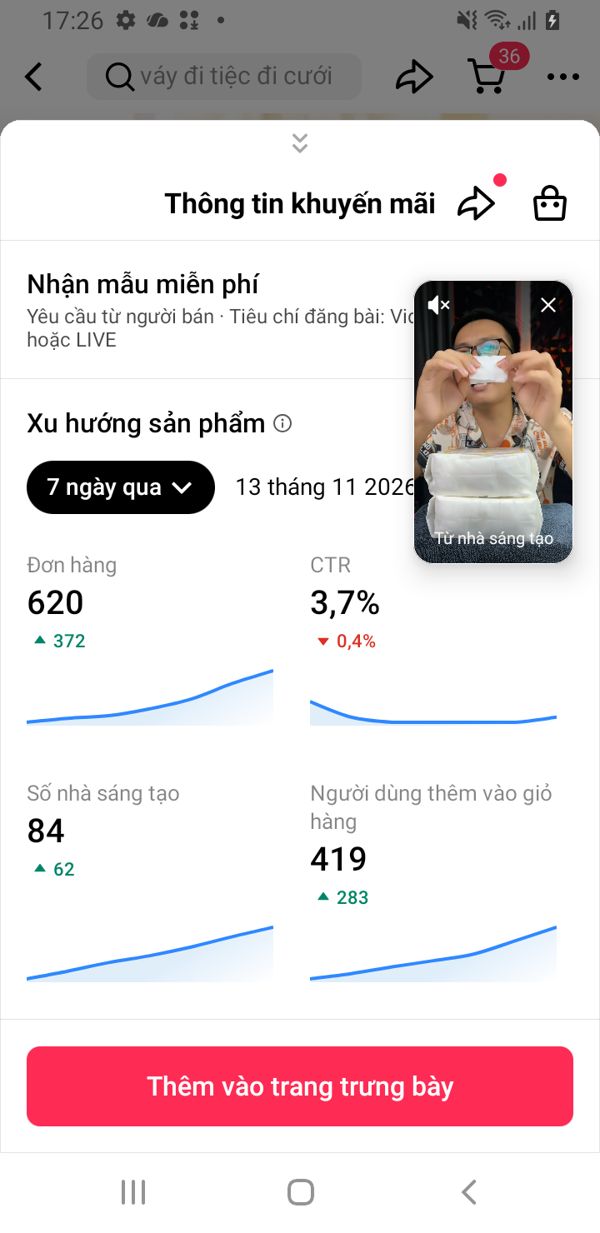 17:26
váy đi tiệc đi cưới
36
Thông tin khuyến mãi
Nhận mẫu miễn phí
Yêu cầu từ người bán · Tiêu chí đăng bài:
hoặc LIVE
Xu hướng sản phẩm
7 ngày qua
13 tháng 11 2026
Từ nhà sáng tạo
Đơn hàng
620
372
CTR
3,7%
0,4%
Số nhà sáng tạo
84
62
Người dùng thêm vào giỏ
hàng
419
283
Thêm vào trang trưng bày